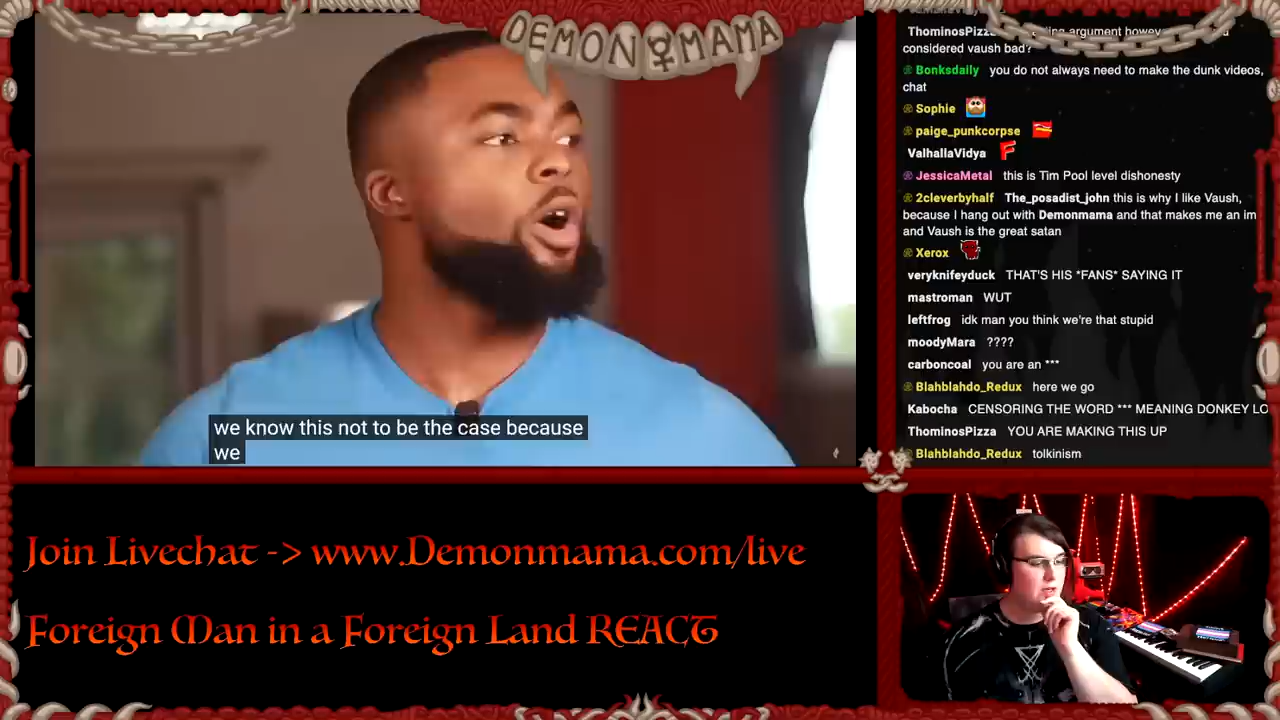 DEMON MAMA
we know this not to be the case because
we
Join Livechat -> www.Demonmama.com/live
Foreign Man in a Foreign Land REACT
considered vaush bad?
Bonksdaily you do not always need to make the dunk videos,
chat
Sophie
paige_punkcorpse
ValhallaVidya F
JessicaMetal this is Tim Pool level dishonesty
2cleverbyhalf The_posadist_john this is why I like Vaush,
because I hang out with Demonmama and that makes me an im
and Vaush is the great satan
Xerox
veryknifeyduck THAT'S HIS *FANS* SAYING IT
mastroman WUT
leftfrog idk man you think we're that stupid
moodyMara ????
carboncoal you are an ***
Blahblahdo_Redux here we go
Kabocha CENSORING THE WORD *** MEANING DONKEY LO
ThominosPizza YOU ARE MAKING THIS UP
Blahblahdo_Redux tolkinism